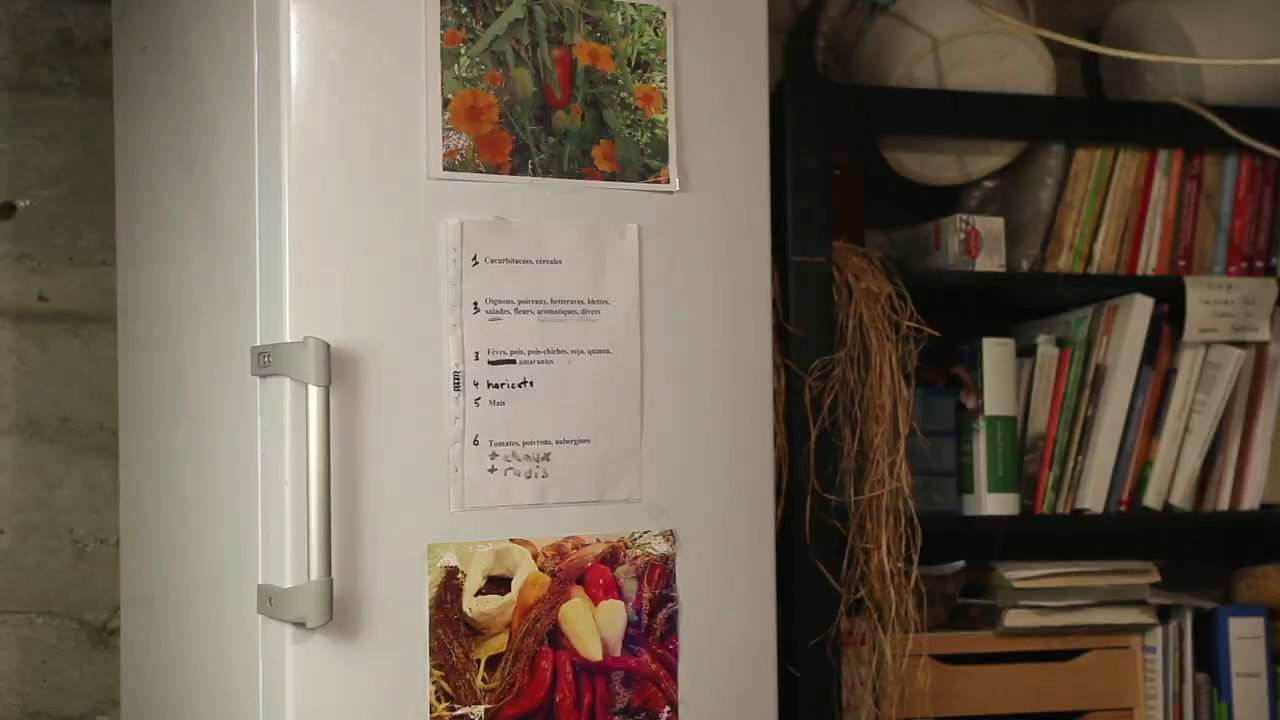 1 Cucurbitacées, céréales
3 Oignons, poireaux, betteraves, blettes,
salades, fleurs, aromatiques, divers
3 Fèves, pois, pois-chiches, soja, quinoa,
amarantes
4 haricots
5 Maïs
6 Tomates, poivrons, aubergines
+ choux
+ radis